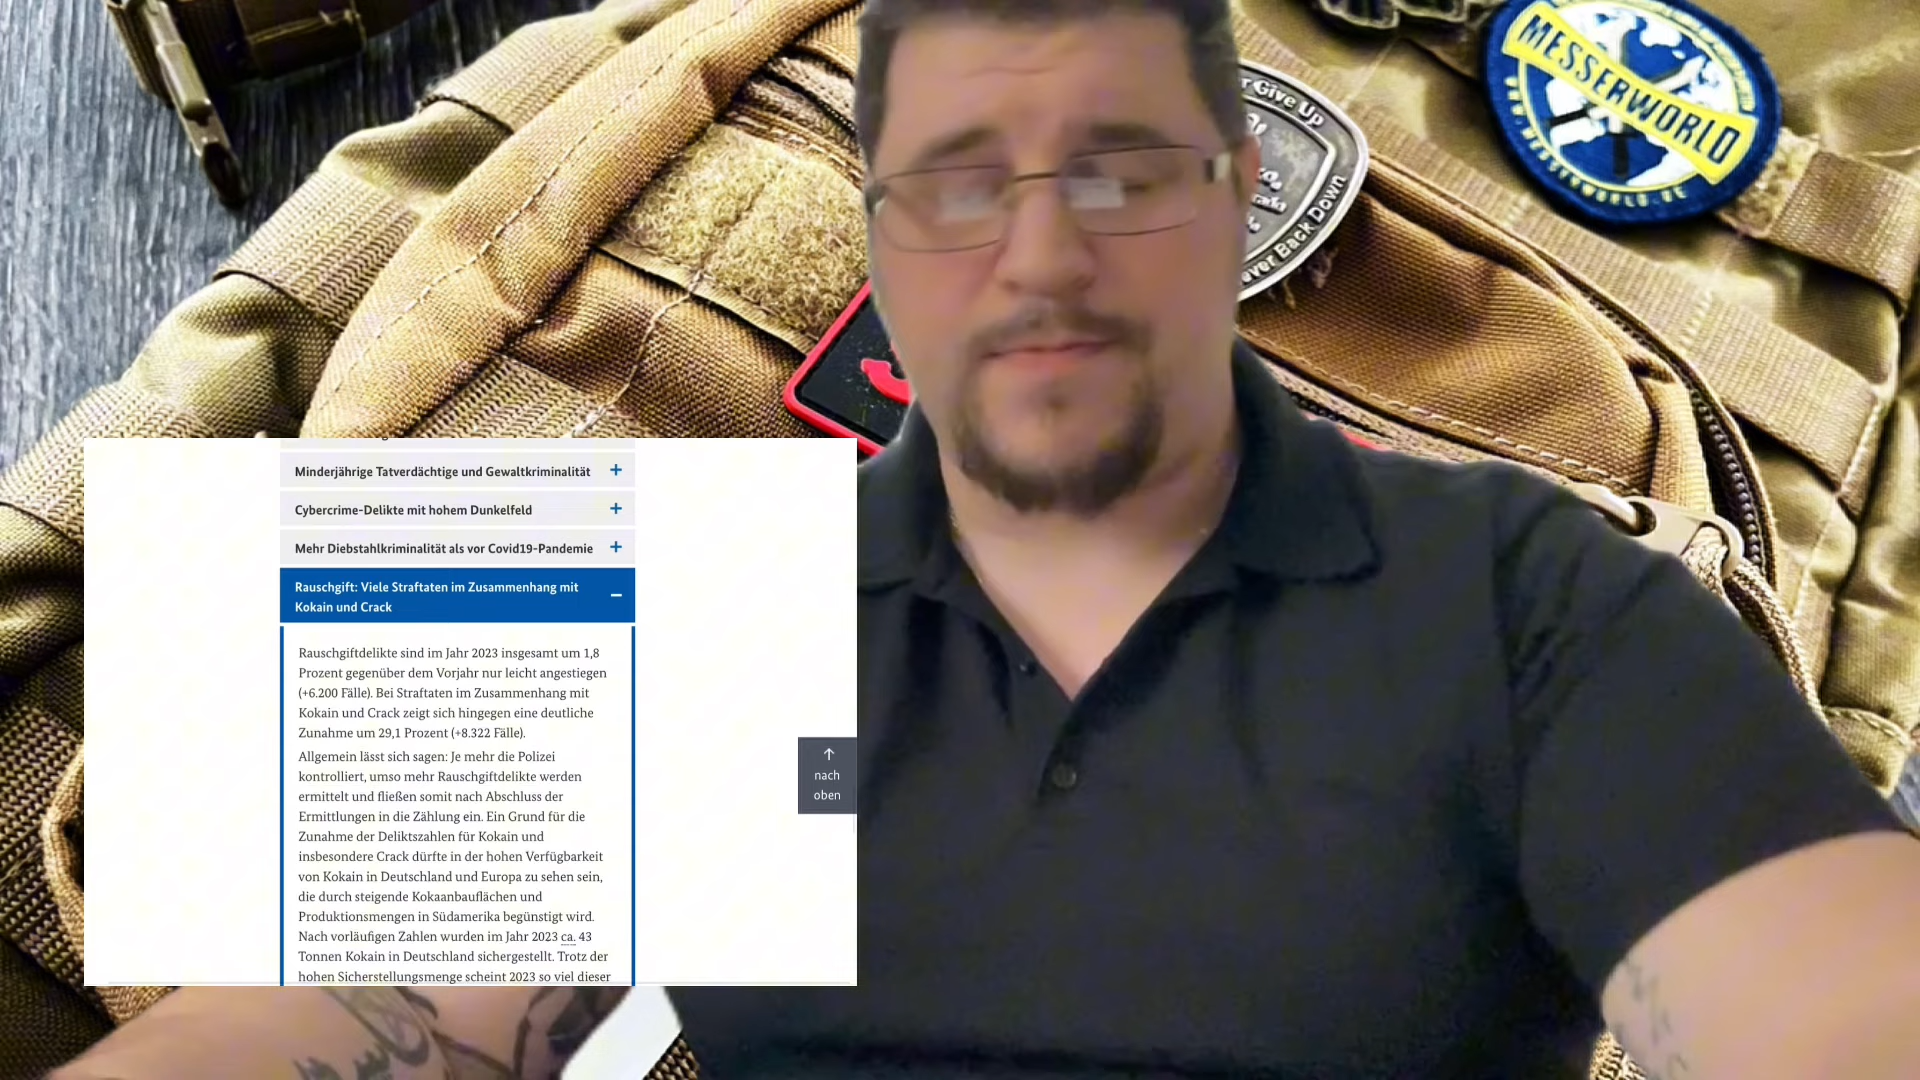 MESSERWORLD
WWW.MESSERWORLD.DE
Give Up
Back Down
Minderjährige Tatverdächtige und Gewaltkriminalität
Cybercrime-Delikte mit hohem Dunkelfeld
Mehr Diebstahlkriminalität als vor Covid19-Pandemie
Rauschgift: Viele Straftaten im Zusammenhang mit
Kokain und Crack
Rauschgiftdelikte sind im Jahr 2023 insgesamt um 1,8
Prozent gegenüber dem Vorjahr nur leicht angestiegen
(+6.200 Fälle). Bei Straftaten im Zusammenhang mit
Kokain und Crack zeigt sich hingegen eine deutliche
Zunahme um 29,1 Prozent (+8.322 Fälle).
Allgemein lässt sich sagen: Je mehr die Polizei
kontrolliert, umso mehr Rauschgiftdelikte werden
ermittelt und fließen somit nach Abschluss der
Ermittlungen in die Zählung ein. Ein Grund für die
Zunahme der Deliktszahlen für Kokain und
insbesondere Crack dürfte in der hohen Verfügbarkeit
von Kokain in Deutschland und Europa zu sehen sein,
die durch steigende Kokaanbauflächen und
Produktionsmengen in Südamerika begünstigt wird.
Nach vorläufigen Zahlen wurden im Jahr 2023 ca. 43
Tonnen Kokain in Deutschland sichergestellt. Trotz der
hohen Sicherstellungsmenge scheint 2023 so viel dieser
nach
oben